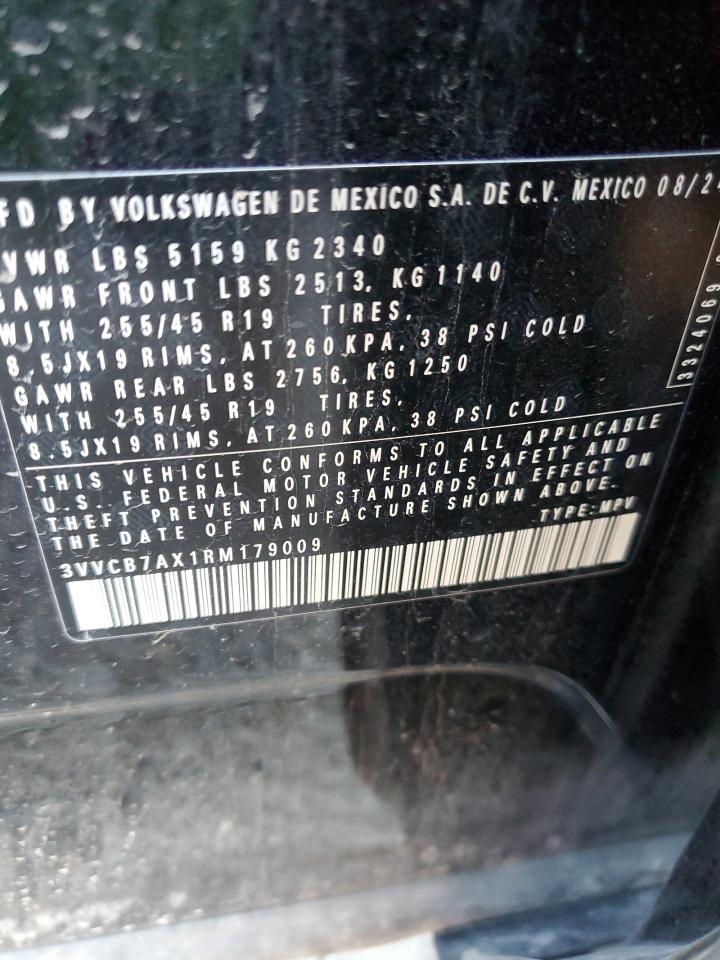 FD BY VOLKSWAGEN DE MEXICO S.A. DE C.V. MEXICO 08/2
VWR LBS 5159 KG 2340
GAWR FRONT LBS 2513, KG 1140
WITH 255/45 R19 TIRES,
8.5JX19 RIMS, AT 260 KPA, 38 PSI COLD
GAWR REAR LBS 2756, KG 1250
WITH 255/45 R19 TIRES,
8.5JX19 RIMS, AT 260 KPA, 38 PSI COLD
THIS VEHICLE CONFORMS TO ALL APPLICABLE
U.S. FEDERAL MOTOR VEHICLE SAFETY AND
THEFT PREVENTION STANDARDS IN EFFECT ON
THE DATE OF MANUFACTURE SHOWN ABOVE.
TYPE:MPV
3VVCB7AX1RM179009
3324069